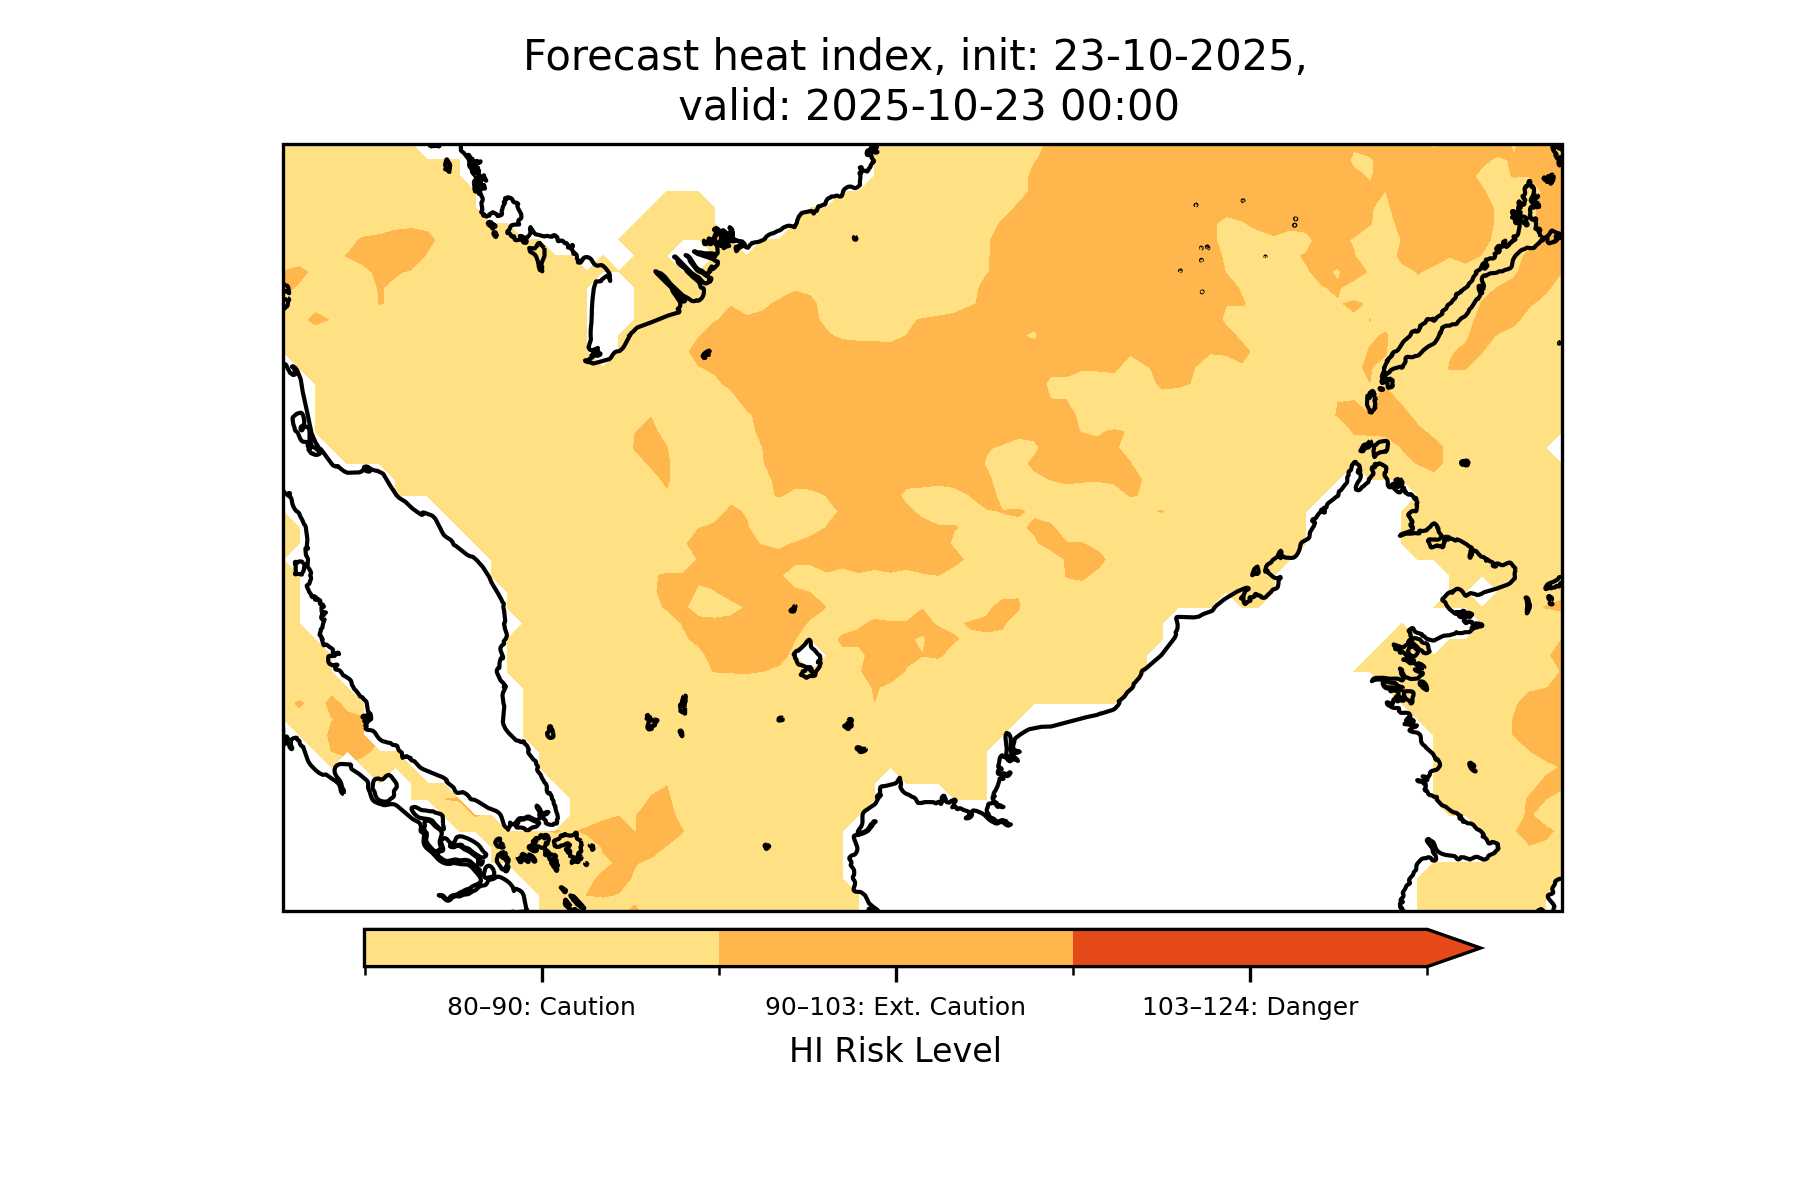 Forecast heat index, init: 23-10-2025,
valid: 2025-10-23 00:00
80–90: Caution
90–103: Ext. Caution
103–124: Danger
HI Risk Level